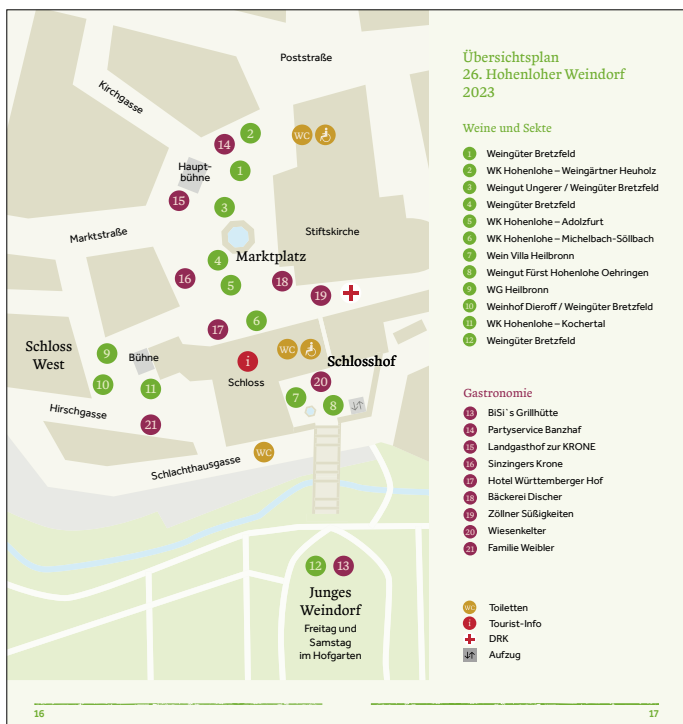 Poststraße
Kirchgasse
WC
2
14
Haupt-
bühne
1
15
3
Marktstraße
Stiftskirche
Marktplatz
4
16
5
18
19
17
6
Schloss
West
9
Bühne
i
WC
Schlosshof
Schloss
20
10
11
7
8
Hirschgasse
21
Schlachthausgasse
WC
12
13
Junges
Weindorf
Freitag und
Samstag
im Hofgarten
16
Übersichtsplan
26. Hohenloher Weindorf
2023
Weine und Sekte
1 Weingüter Bretzfeld
2 WK Hohenlohe – Weingärtner Heuholz
3 Weingut Ungerer / Weingüter Bretzfeld
4 Weingüter Bretzfeld
5 WK Hohenlohe – Adolzfurt
6 WK Hohenlohe – Michelbach-Söllbach
7 Wein Villa Heilbronn
8 Weingut Fürst Hohenlohe Oehringen
9 WG Heilbronn
10 Weinhof Dieroff / Weingüter Bretzfeld
11 WK Hohenlohe – Kochertal
12 Weingüter Bretzfeld
Gastronomie
13 BiSi`s Grillhütte
14 Partyservice Banzhaf
15 Landgasthof zur KRONE
16 Sinzingers Krone
17 Hotel Württemberger Hof
18 Bäckerei Discher
19 Zöllner Süßigkeiten
20 Wiesenkelter
21 Familie Weibler
WC Toiletten
i Tourist-Info
DRK
Aufzug
17